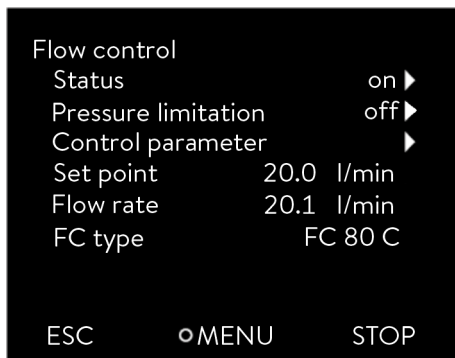 Flow control
Status on
Pressure limitation off
Control parameter
Set point 20.0 l/min
Flow rate 20.1 l/min
FC type FC 80 C
ESC MENU STOP